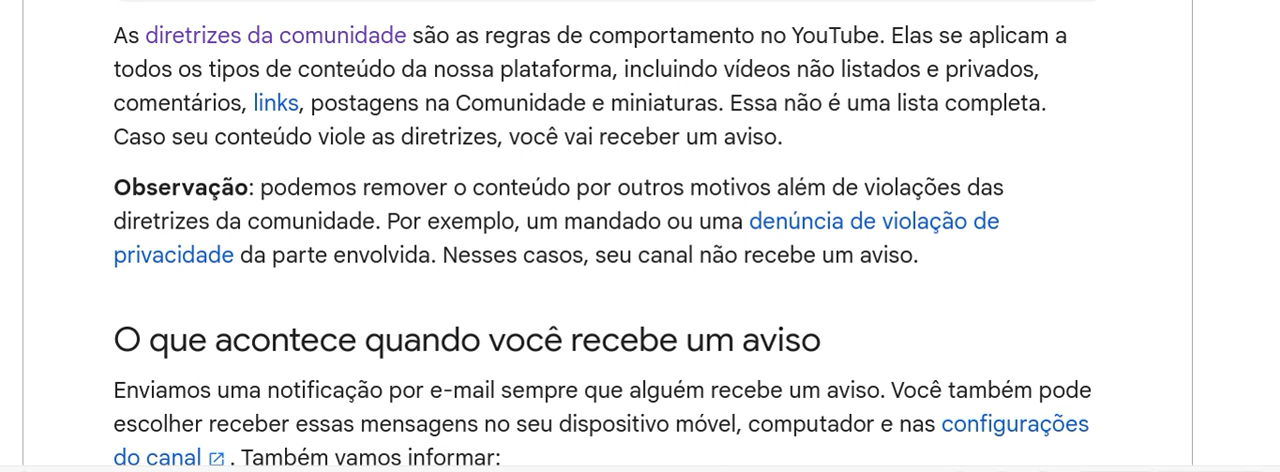 As diretrizes da comunidade são as regras de comportamento no YouTube. Elas se aplicam a
todos os tipos de conteúdo da nossa plataforma, incluindo vídeos não listados e privados,
comentários, links, postagens na Comunidade e miniaturas. Essa não é uma lista completa.
Caso seu conteúdo viole as diretrizes, você vai receber um aviso.
Observação: podemos remover o conteúdo por outros motivos além de violações das
diretrizes da comunidade. Por exemplo, um mandado ou uma denúncia de violação de
privacidade da parte envolvida. Nesses casos, seu canal não recebe um aviso.
O que acontece quando você recebe um aviso
Enviamos uma notificação por e-mail sempre que alguém recebe um aviso. Você também pode
escolher receber essas mensagens no seu dispositivo móvel, computador e nas configurações
do canal . Também vamos informar: